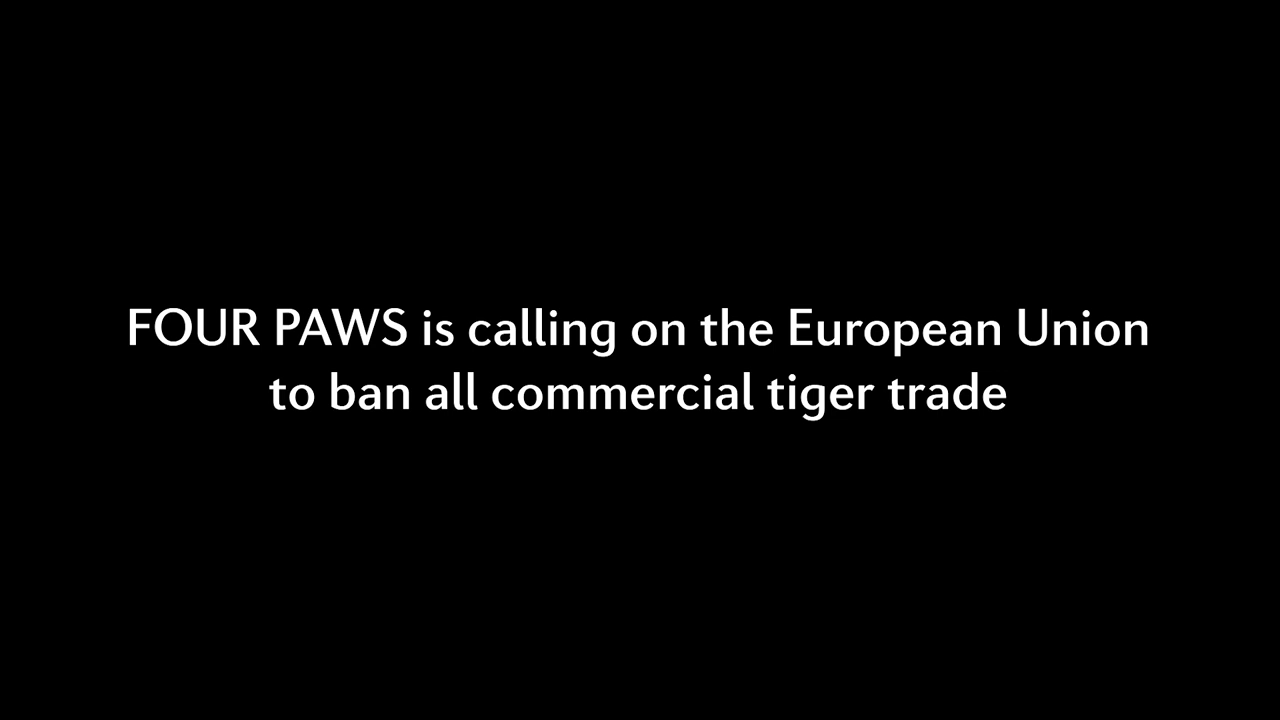 FOUR PAWS is calling on the European Union
to ban all commercial tiger trade